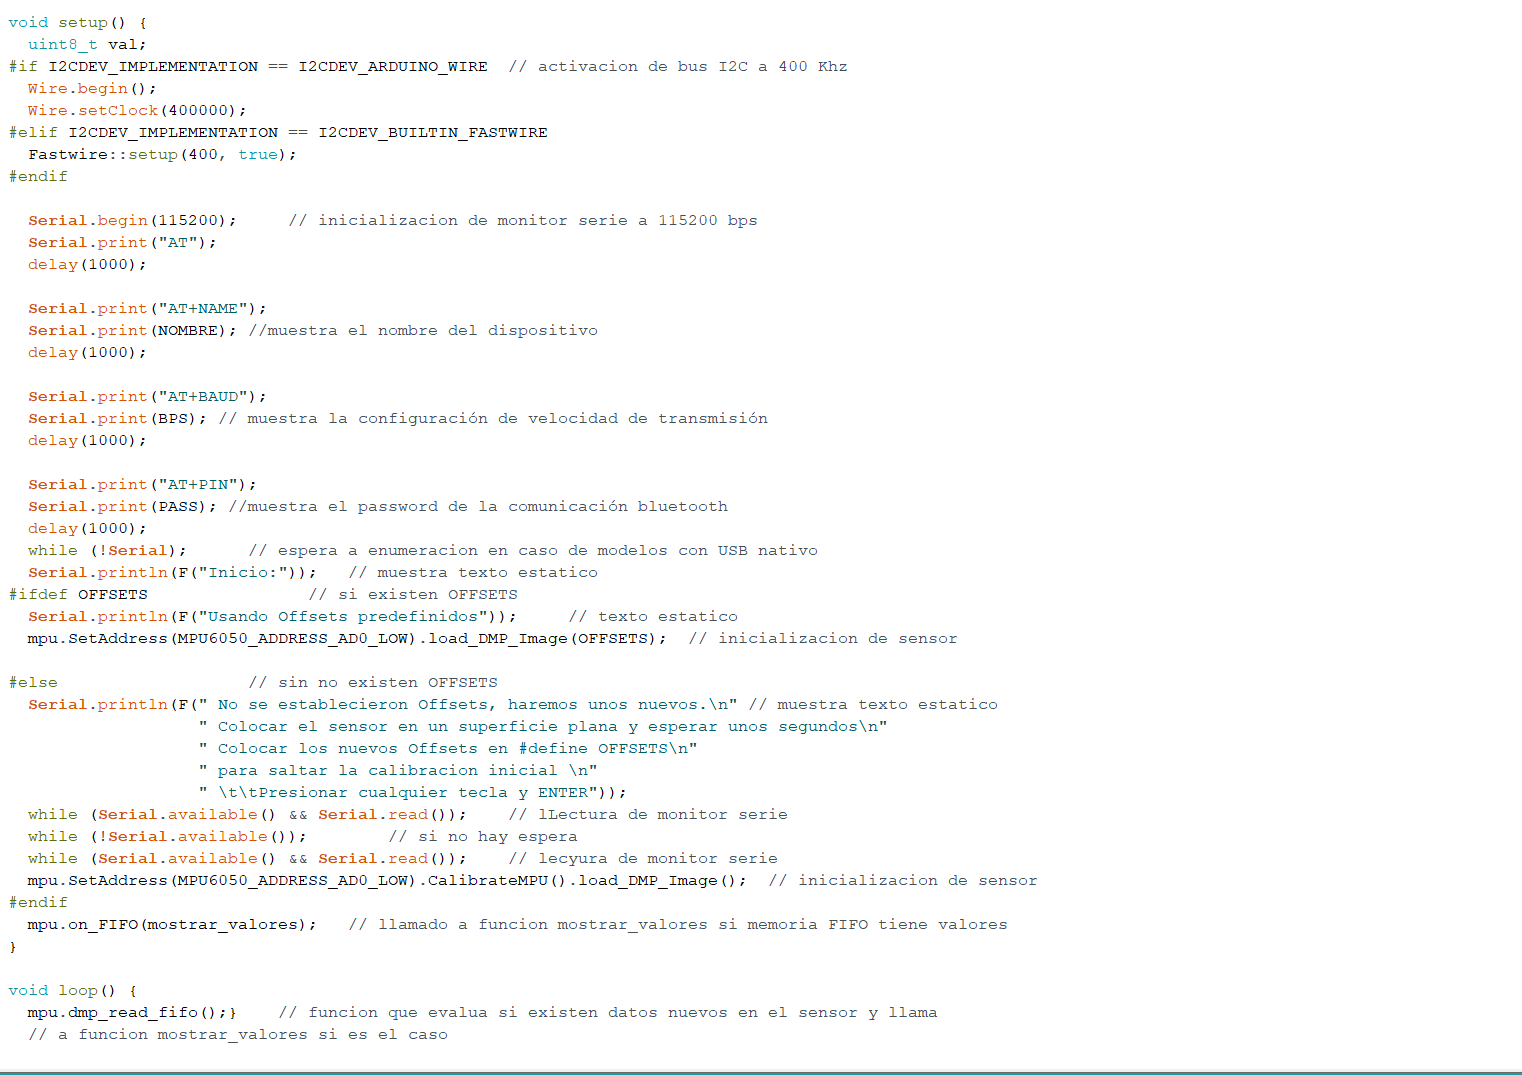 void setup() {
  uint8_t val;
#if I2CDEV_IMPLEMENTATION == I2CDEV_ARDUINO_WIRE  // activacion de bus I2C a 400 Khz
  Wire.begin();
  Wire.setClock(400000);
#elif I2CDEV_IMPLEMENTATION == I2CDEV_BUILTIN_FASTWIRE
  Fastwire::setup(400, true);
#endif

  Serial.begin(115200);     // inicializacion de monitor serie a 115200 bps
  Serial.print("AT");
  delay(1000);

  Serial.print("AT+NAME");
  Serial.print(NOMBRE); //muestra el nombre del dispositivo
  delay(1000);

  Serial.print("AT+BAUD");
  Serial.print(BPS); // muestra la configuración de velocidad de transmisión
  delay(1000);

  Serial.print("AT+PIN");
  Serial.print(PASS); //muestra el password de la comunicación bluetooth
  delay(1000);
  while (!Serial);      // espera a enumeracion en caso de modelos con USB nativo
  Serial.println(F("Inicio:"));   // muestra texto estatico
#ifdef OFFSETS                // si existen OFFSETS
  Serial.println(F("Usando Offsets predefinidos"));     // texto estatico
  mpu.SetAddress(MPU6050_ADDRESS_AD0_LOW).load_DMP_Image(OFFSETS);  // inicializacion de sensor

#else                   // sin no existen OFFSETS
  Serial.println(F(" No se establecieron Offsets, haremos unos nuevos.\n" // muestra texto estatico
                   " Colocar el sensor en un superficie plana y esperar unos segundos\n"
                   " Colocar los nuevos Offsets en #define OFFSETS\n"
                   " para saltar la calibracion inicial \n"
                   " \t\tPresionar cualquier tecla y ENTER"));
  while (Serial.available() && Serial.read());    // lLectura de monitor serie
  while (!Serial.available());        // si no hay espera
  while (Serial.available() && Serial.read());    // lecyura de monitor serie
  mpu.SetAddress(MPU6050_ADDRESS_AD0_LOW).CalibrateMPU().load_DMP_Image();  // inicializacion de sensor
#endif
  mpu.on_FIFO(mostrar_valores);   // llamado a funcion mostrar_valores si memoria FIFO tiene valores
}

void loop() {
  mpu.dmp_read_fifo();}    // funcion que evalua si existen datos nuevos en el sensor y llama
  // a funcion mostrar_valores si es el caso